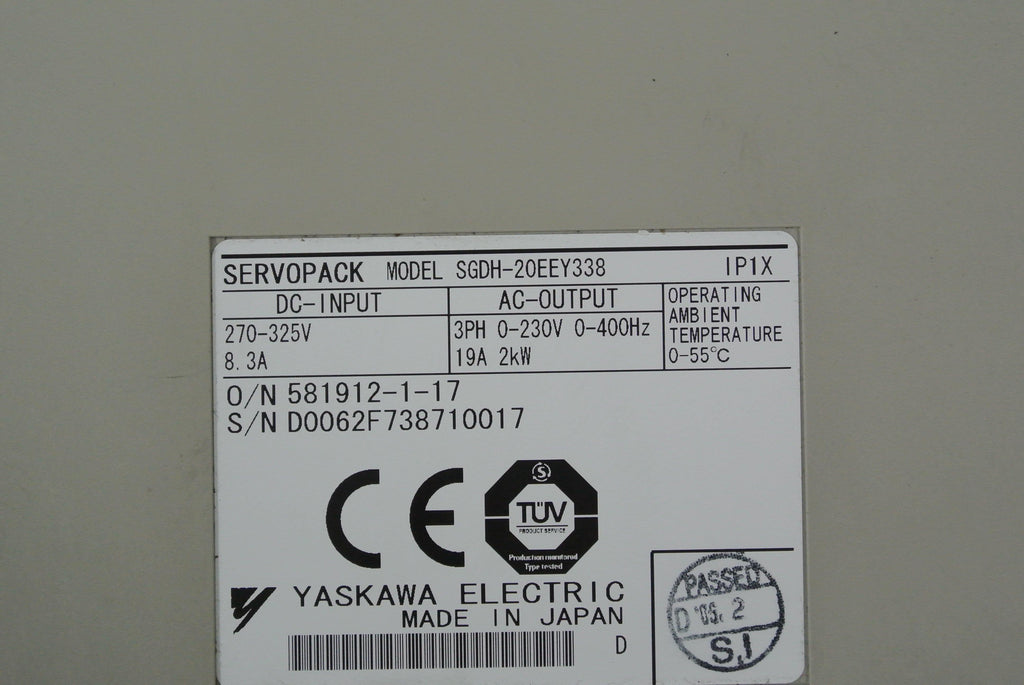 SERVOPACK MODEL SGDH-20EEY338 IP1X
DC-INPUT AC-OUTPUT OPERATING
AMBIENT
270-325V 3PH 0-230V 0-400Hz TEMPERATURE
8.3A 19A 2kW 0-55°C
O/N 581912-1-17
S/N D0062F738710017
CE
S
TÜV
PRODUCT SERVICE
Production monitored
Type tested
YASKAWA ELECTRIC
MADE IN JAPAN
D
PASSED
D '06. 2
S.I